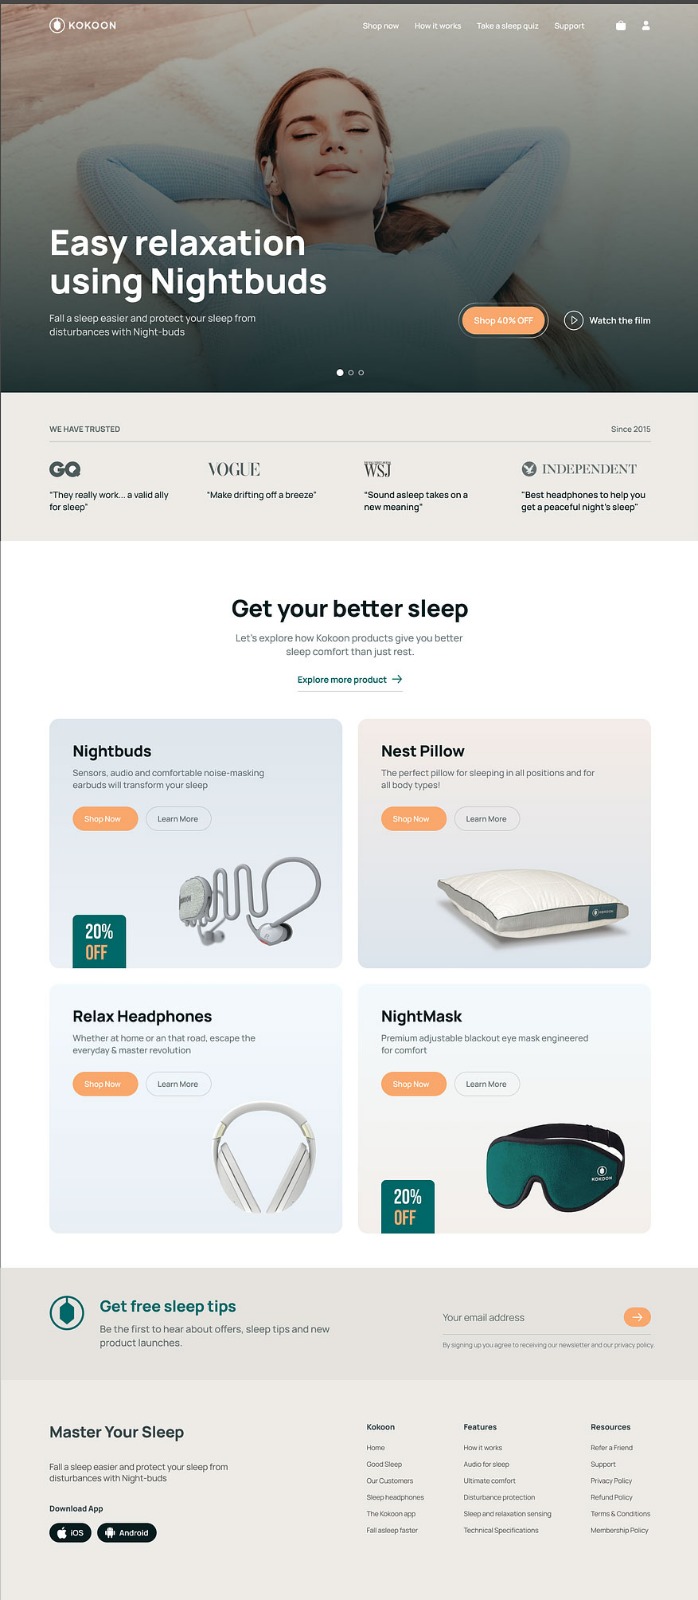 KOKOON
Shop now
How it works
Take a sleep quiz
Support
Easy relaxation
using Nightbuds
Fall a sleep easier and protect your sleep from
disturbances with Night-buds
Shop 40% OFF
Watch the film
WE HAVE TRUSTED
Since 2015
GQ
VOGUE
WSJ
INDEPENDENT
"They really work... a valid ally
for sleep"
"Make drifting off a breeze"
"Sound asleep takes on a
new meaning"
"Best headphones to help you
get a peaceful night's sleep"
Get your better sleep
Let's explore how Kokoon products give you better
sleep comfort than just rest.
Explore more product
Nightbuds
Sensors, audio and comfortable noise-masking
earbuds will transform your sleep
Shop Now
Learn More
20%
OFF
Nest Pillow
The perfect pillow for sleeping in all positions and for
all body types!
Shop Now
Learn More
KOKOON
Relax Headphones
Whether at home or an that road, escape the
everyday & master revolution
Shop Now
Learn More
NightMask
Premium adjustable blackout eye mask engineered
for comfort
Shop Now
Learn More
KOKOON
20%
OFF
Get free sleep tips
Be the first to hear about offers, sleep tips and new
product launches.
Your email address
By signing up you agree to receiving our newsletter and our privacy policy.
Master Your Sleep
Fall a sleep easier and protect your sleep from
disturbances with Night-buds
Download App
iOS
Android
Kokoon
Home
Good Sleep
Our Customers
Sleep headphones
The Kokoon app
Fall asleep faster
Features
How it works
Audio for sleep
Ultimate comfort
Disturbance protection
Sleep and relaxation sensing
Technical Specifications
Resources
Refer a Friend
Support
Privacy Policy
Refund Policy
Terms & Conditions
Membership Policy